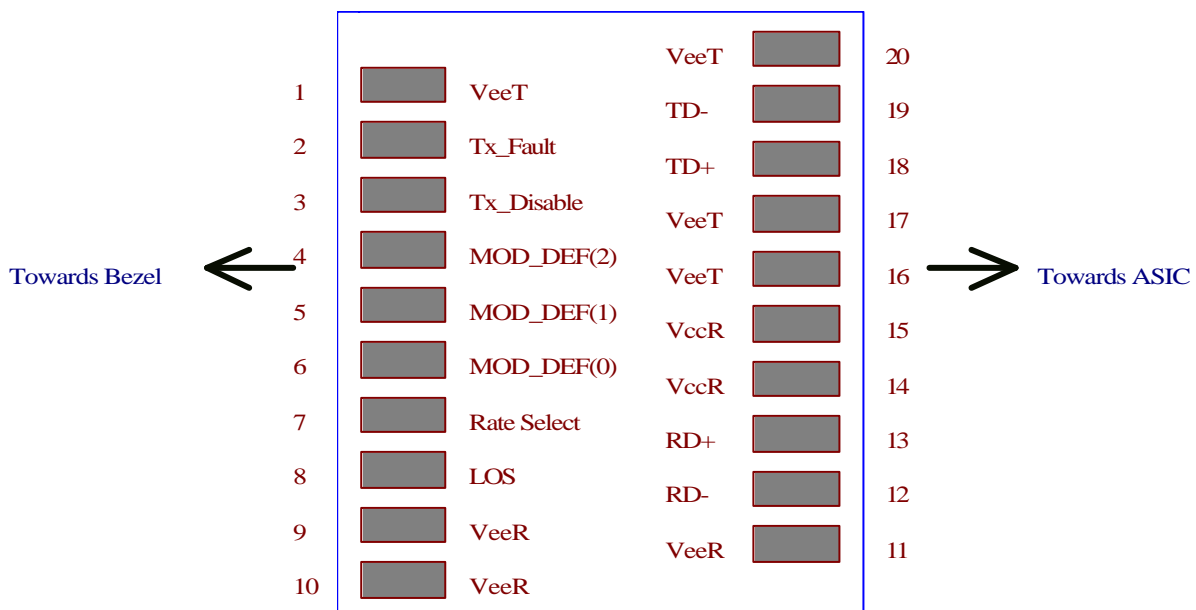 VeeT 20
1 VeeT
TD- 19
2 Tx_Fault
TD+ 18
3 Tx_Disable
VeeT 17
4 MOD_DEF(2)
Towards Bezel
VeeT 16
Towards ASIC
5 MOD_DEF(1)
VccR 15
6 MOD_DEF(0)
VccR 14
7 Rate Select
RD+ 13
8 LOS
RD- 12
9 VeeR
VeeR 11
10 VeeR